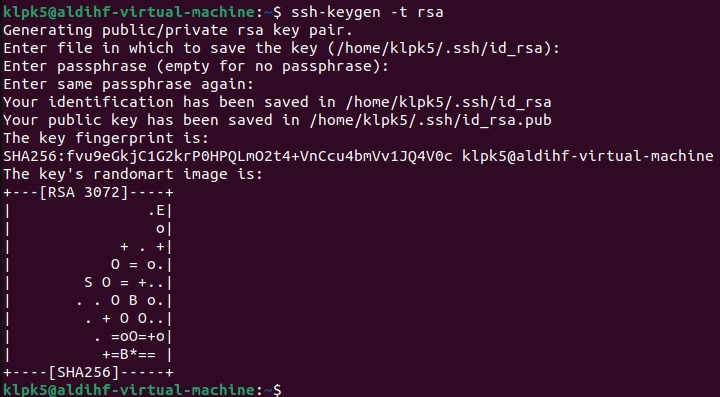 klpk5@aldihf-virtual-machine:~$ ssh-keygen -t rsa
Generating public/private rsa key pair.
Enter file in which to save the key (/home/klpk5/.ssh/id_rsa):
Enter passphrase (empty for no passphrase):
Enter same passphrase again:
Your identification has been saved in /home/klpk5/.ssh/id_rsa
Your public key has been saved in /home/klpk5/.ssh/id_rsa.pub
The key fingerprint is:
SHA256:fvu9eGkjC1G2krP0HPQLmO2t4+VnCcu4bmVv1JQ4V0c klpk5@aldihf-virtual-machine
The key's randomart image is:
+---[RSA 3072]----+
|               .E|
|                o|
|            + . +|
|           O = o.|
|        S O = +..|
|       . . O B o.|
|        . + O O..|
|         . =oO=+o|
|          +=B*== |
+----[SHA256]-----+
klpk5@aldihf-virtual-machine:~$